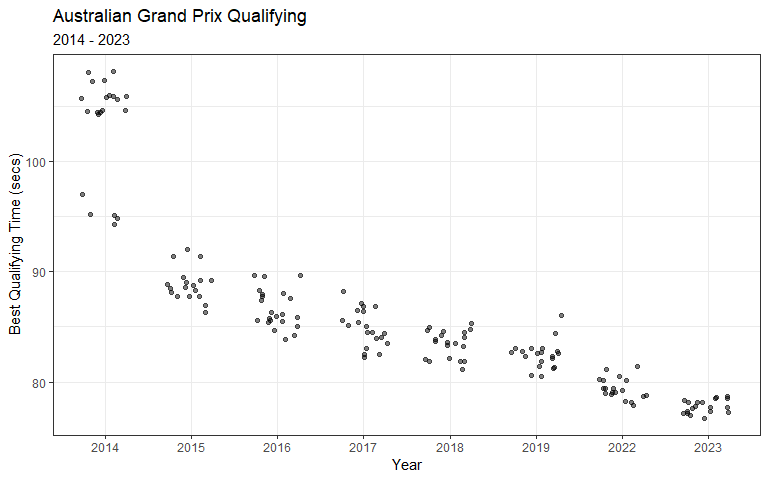 Australian Grand Prix Qualifying
2014 - 2023
Best Qualifying Time (secs)
100
90
80
2014 2015 2016 2017 2018 2019 2022 2023
Year